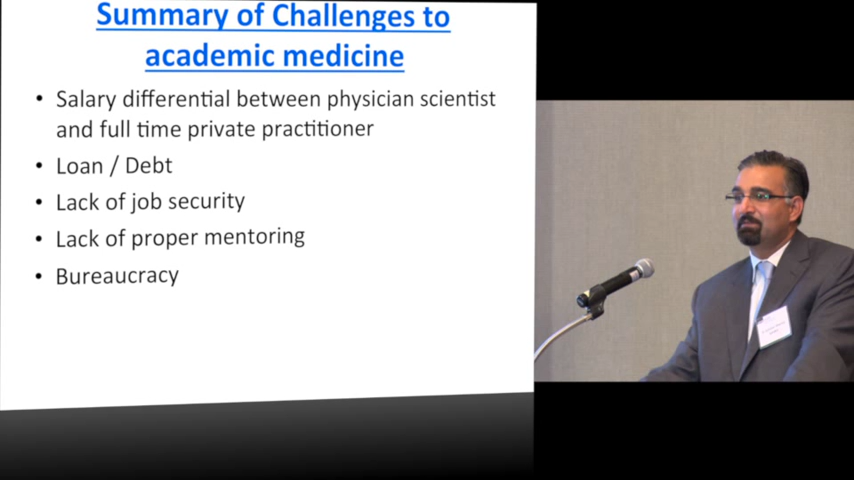 Summary of Challenges to
academic medicine
• Salary differential between physician scientist
and full time private practitioner
• Loan / Debt
• Lack of job security
• Lack of proper mentoring
• Bureaucracy